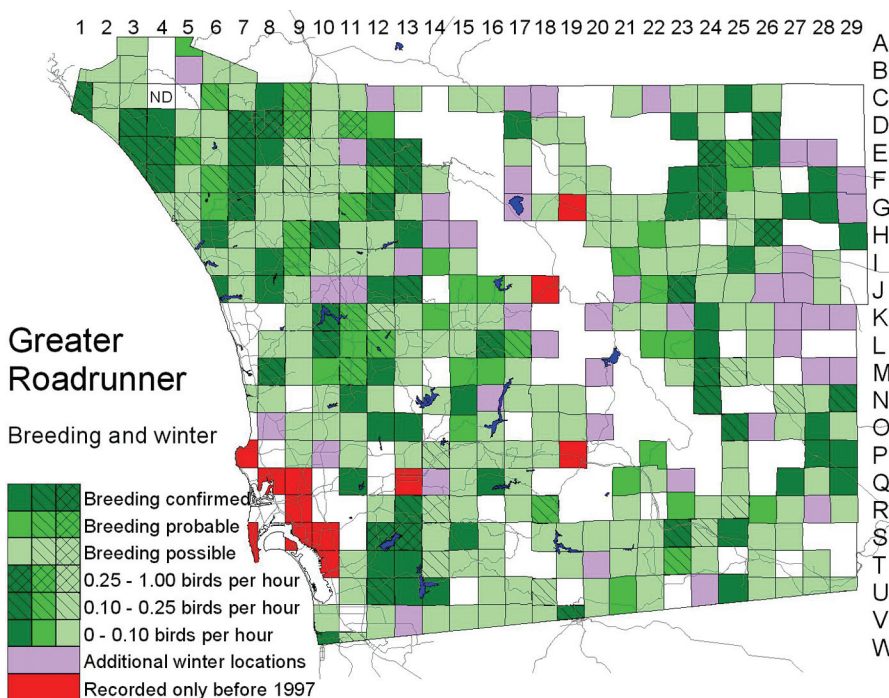 1 2 3 4 5 6 7 8 9 10 11 12 13 14 15 16 17 18 19 20 21 22 23 24 25 26 27 28 29
A
B
C
ND
D
E
F
G
H
I
J
K
L
M
N
O
P
Q
R
S
T
U
V
W
Greater
Roadrunner
Breeding and winter
Breeding confirmed
Breeding probable
Breeding possible
0.25 - 1.00 birds per hour
0.10 - 0.25 birds per hour
0 - 0.10 birds per hour
Additional winter locations
Recorded only before 1997